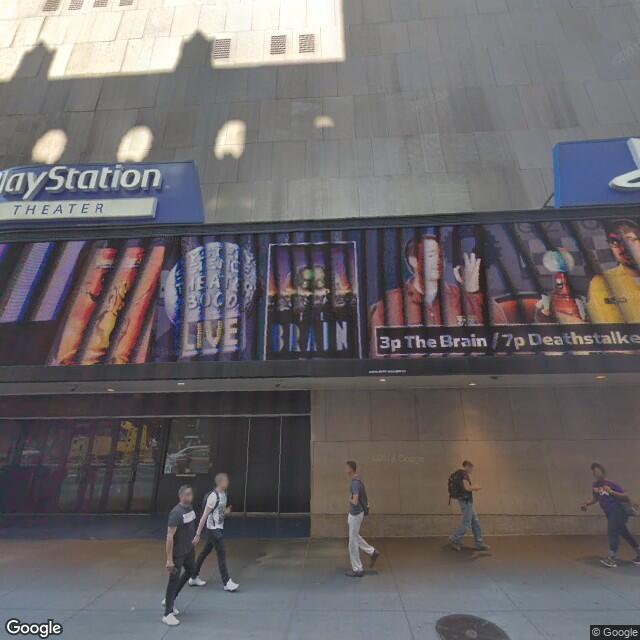 PlayStation
THEATER
LIVE
BRAIN
3p The Brain / 7p Deathstalke
Google
© Google